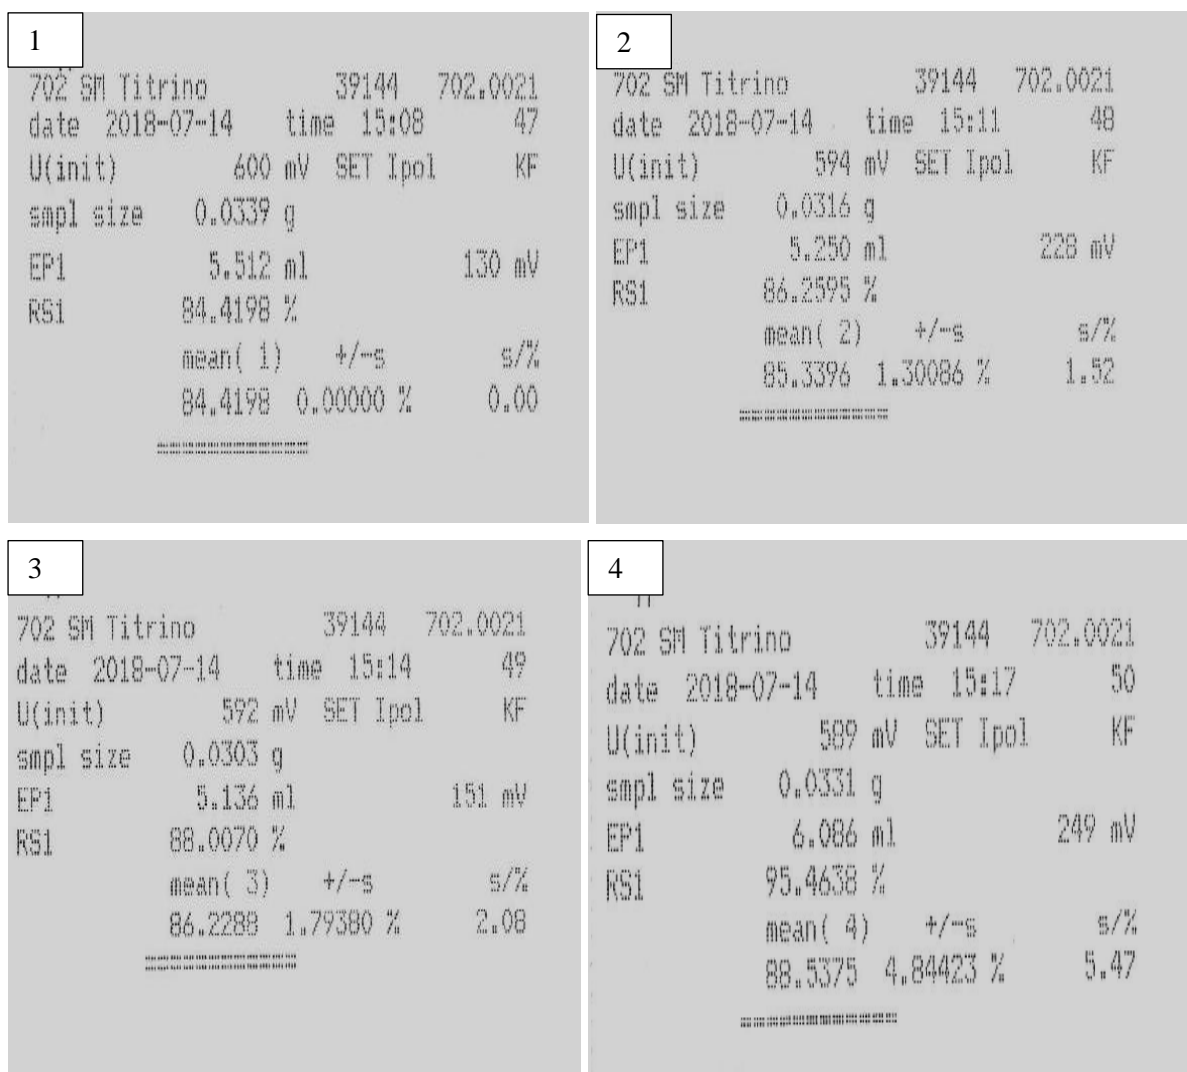 1
702 SM Titrino 39144 702.0021
date 2018-07-14 time 15:08 47
U(init) 600 mV SET Ipol KF
smpl size 0.0339 g
EP1 5.512 ml 130 mV
RS1 84.4198 %
mean( 1) +/-s s/%
84.4198 0.00000 % 0.00
2
702 SM Titrino 39144 702.0021
date 2018-07-14 time 15:11 48
U(init) 594 mV SET Ipol KF
smpl size 0.0316 g
EP1 5.250 ml 228 mV
RS1 86.2595 %
mean( 2) +/-s s/%
85.3396 1.30086 % 1.52
3
702 SM Titrino 39144 702.0021
date 2018-07-14 time 15:14 49
U(init) 592 mV SET Ipol KF
smpl size 0.0303 g
EP1 5.136 ml 151 mV
RS1 88.0070 %
mean( 3) +/-s s/%
86.2288 1.79380 % 2.08
4
702 SM Titrino 39144 702.0021
date 2018-07-14 time 15:17 50
U(init) 589 mV SET Ipol KF
smpl size 0.0331 g
EP1 6.086 ml 249 mV
RS1 95.4638 %
mean( 4) +/-s s/%
88.5375 4.84423 % 5.47